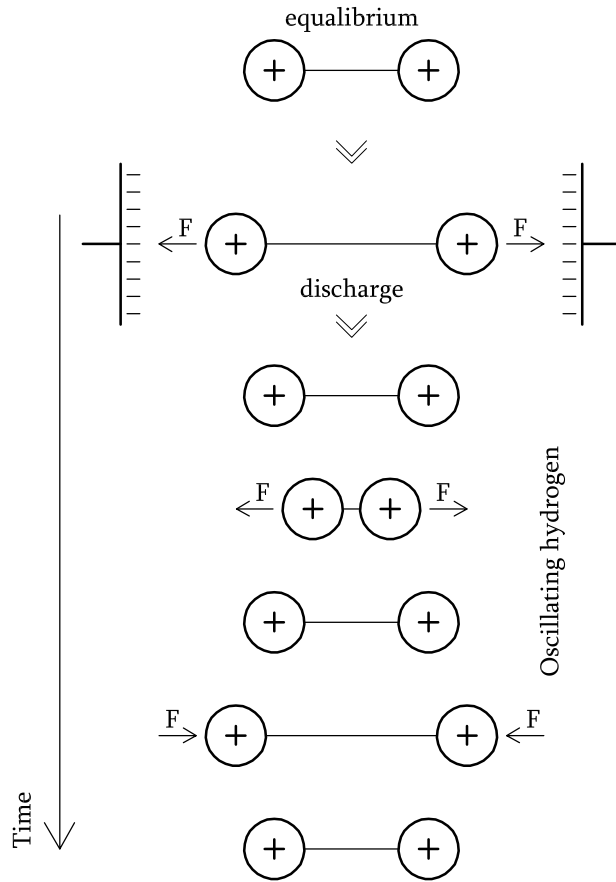 equalibrium
+ +
F + + F
discharge
+ +
F + + F
+ +
F + + F
+ +
Oscillating hydrogen
Time